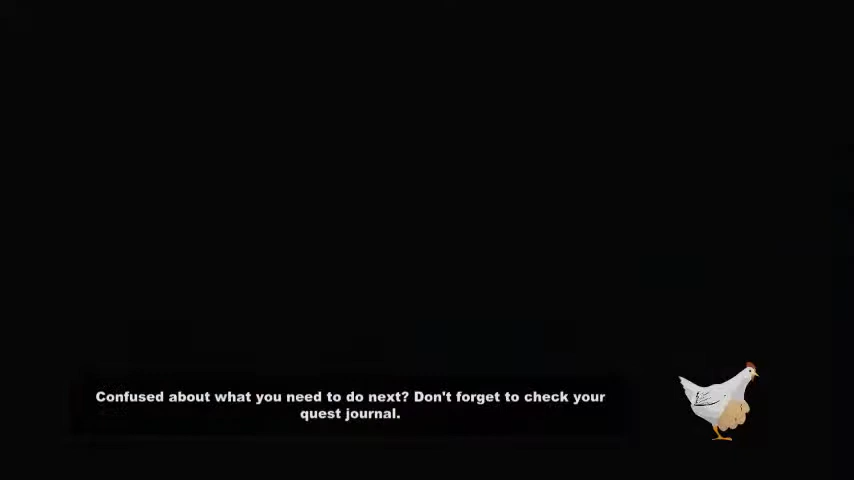 Confused about what you need to do next? Don't forget to check your
quest journal.